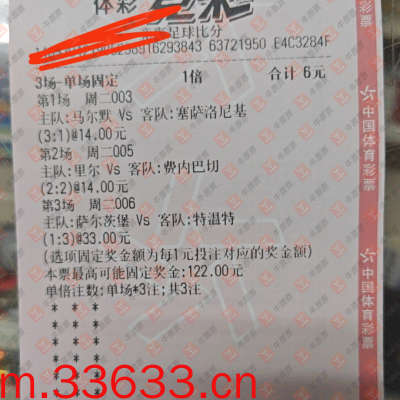 体彩 竞彩
竞彩足球比分
16293843 63721950 E4C3284F
3场-单场固定 1倍 合计 6元
第1场 周二003
主队:马尔默 Vs 客队:塞萨洛尼基
(3:1)@14.00元
第2场 周二005
主队:里尔 Vs 客队:费内巴切
(2:2)@14.00元
第3场 周二006
主队:萨尔茨堡 Vs 客队:特温特
(1:3)@33.00元
(选项固定奖金额为每1元投注对应的奖金额)
本票最高可能固定奖金:122.00元
单倍注数:单场*3注;共3注
* * *
* * *
* * *
* * *
* * *
中国体育彩票
中国体育彩票
m.33633.cn